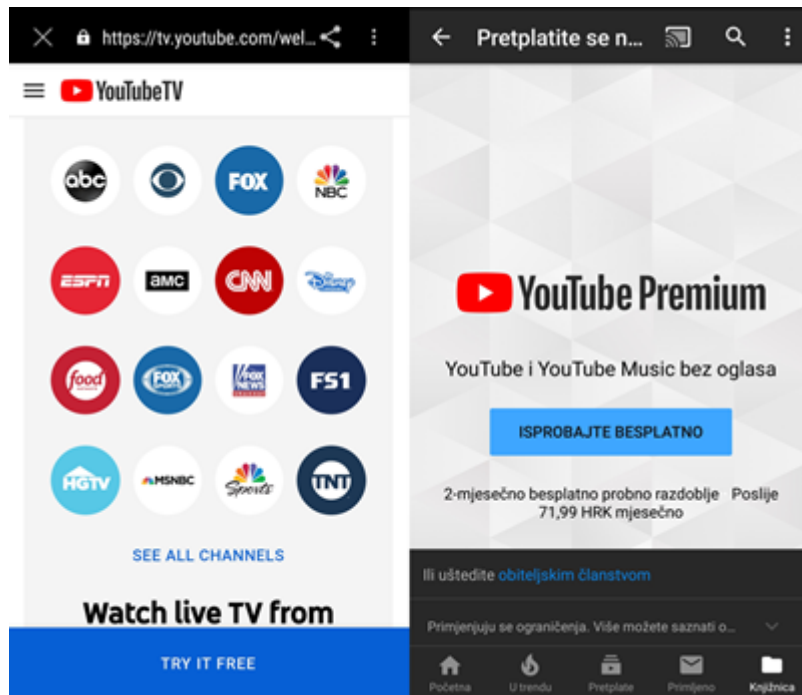 https://tv.youtube.com/wel...
YouTubeTV
abc
FOX
NBC
ESPN
amc
CNN
Disney
food
FOX SPORTS
FOX NEWS
FS1
HGTV
MSNBC
NBC Sports
TNT
SEE ALL CHANNELS
Watch live TV from
TRY IT FREE
Pretplatite se n...
YouTube Premium
YouTube i YouTube Music bez oglasa
ISPROBAJTE BESPLATNO
2-mjesečno besplatno probno razdoblje Poslije
71,99 HRK mjesečno
Ili uštedite obiteljskim članstvom
Primjenjuju se ograničenja. Više možete saznati o...
Početna
U trendu
Pretplate
Primljeno
Knjižnica